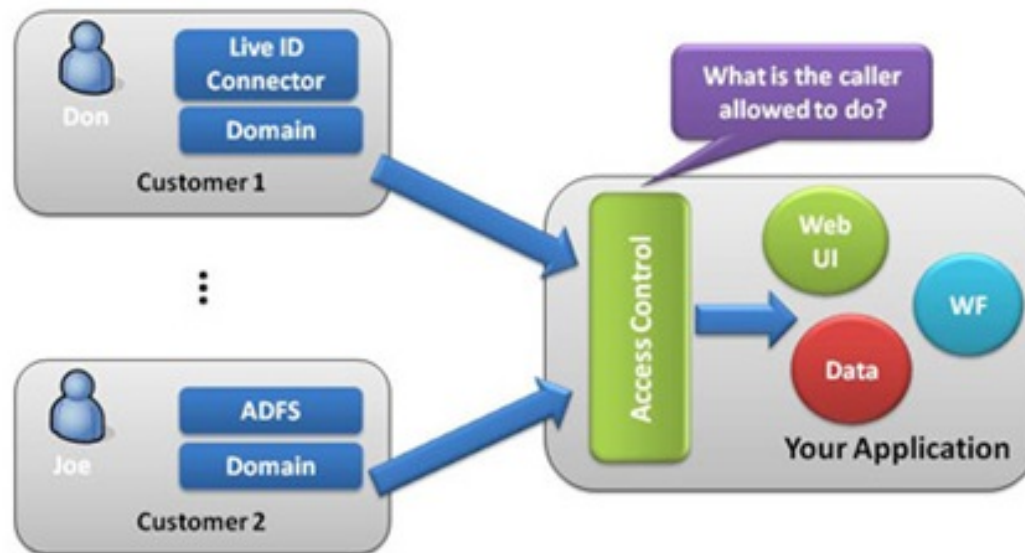 Don
Live ID
Connector
Domain
Customer 1
What is the caller
allowed to do?
Access Control
Web
UI
WF
Data
Your Application
Joe
ADFS
Domain
Customer 2